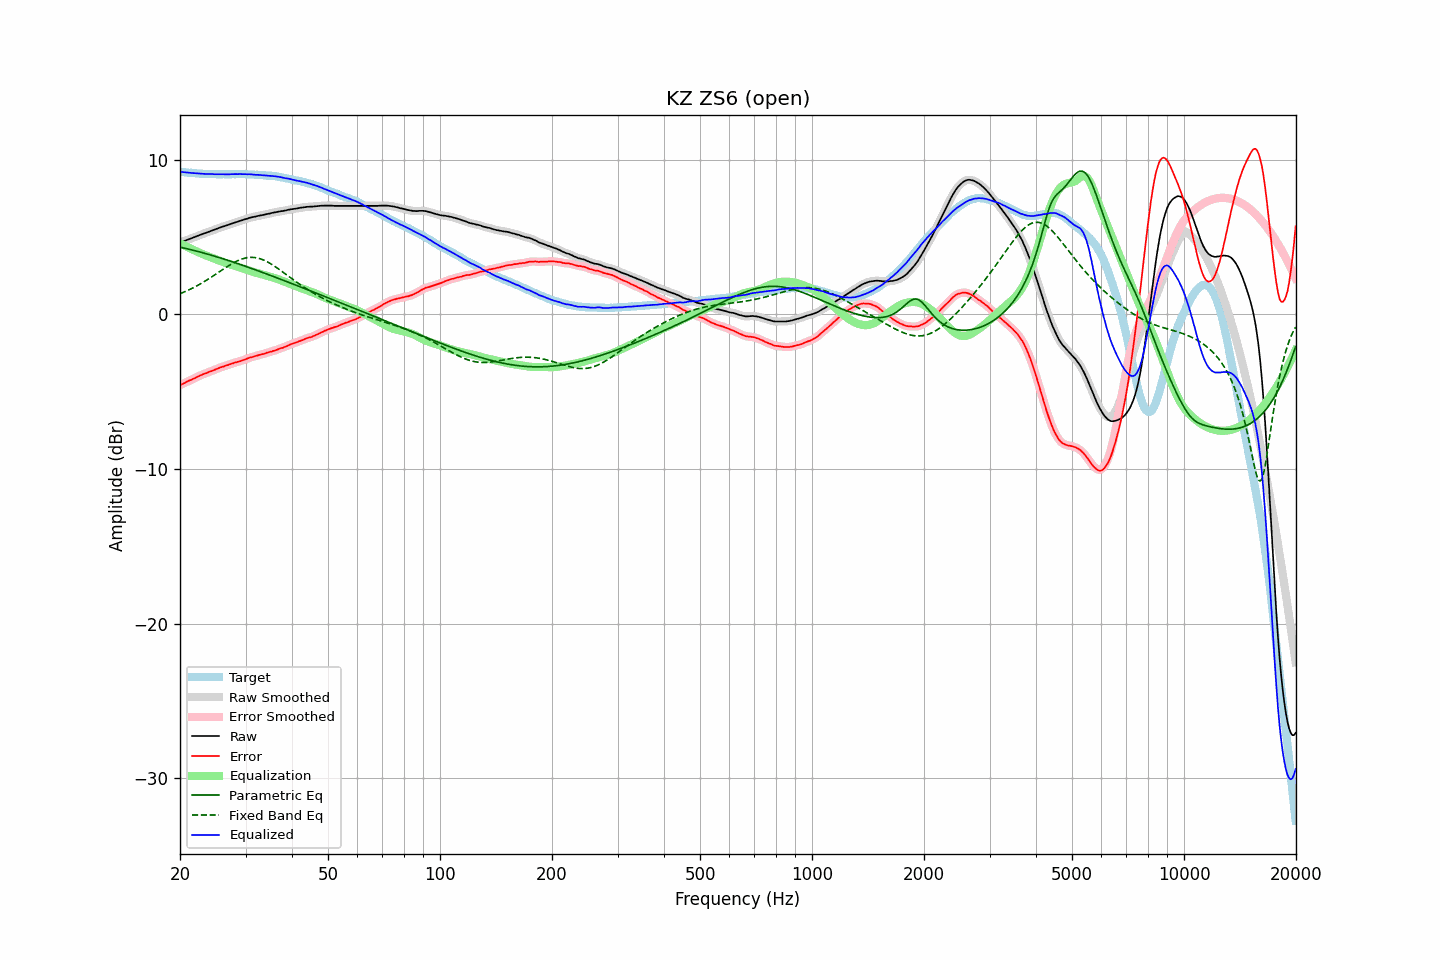 KZ ZS6 (open)
10
0
−10
−20
−30
Amplitude (dBr)
Target
Raw Smoothed
Error Smoothed
Raw
Error
Equalization
Parametric Eq
Fixed Band Eq
Equalized
20 50 100 200 500 1000 2000 5000 10000 20000
Frequency (Hz)